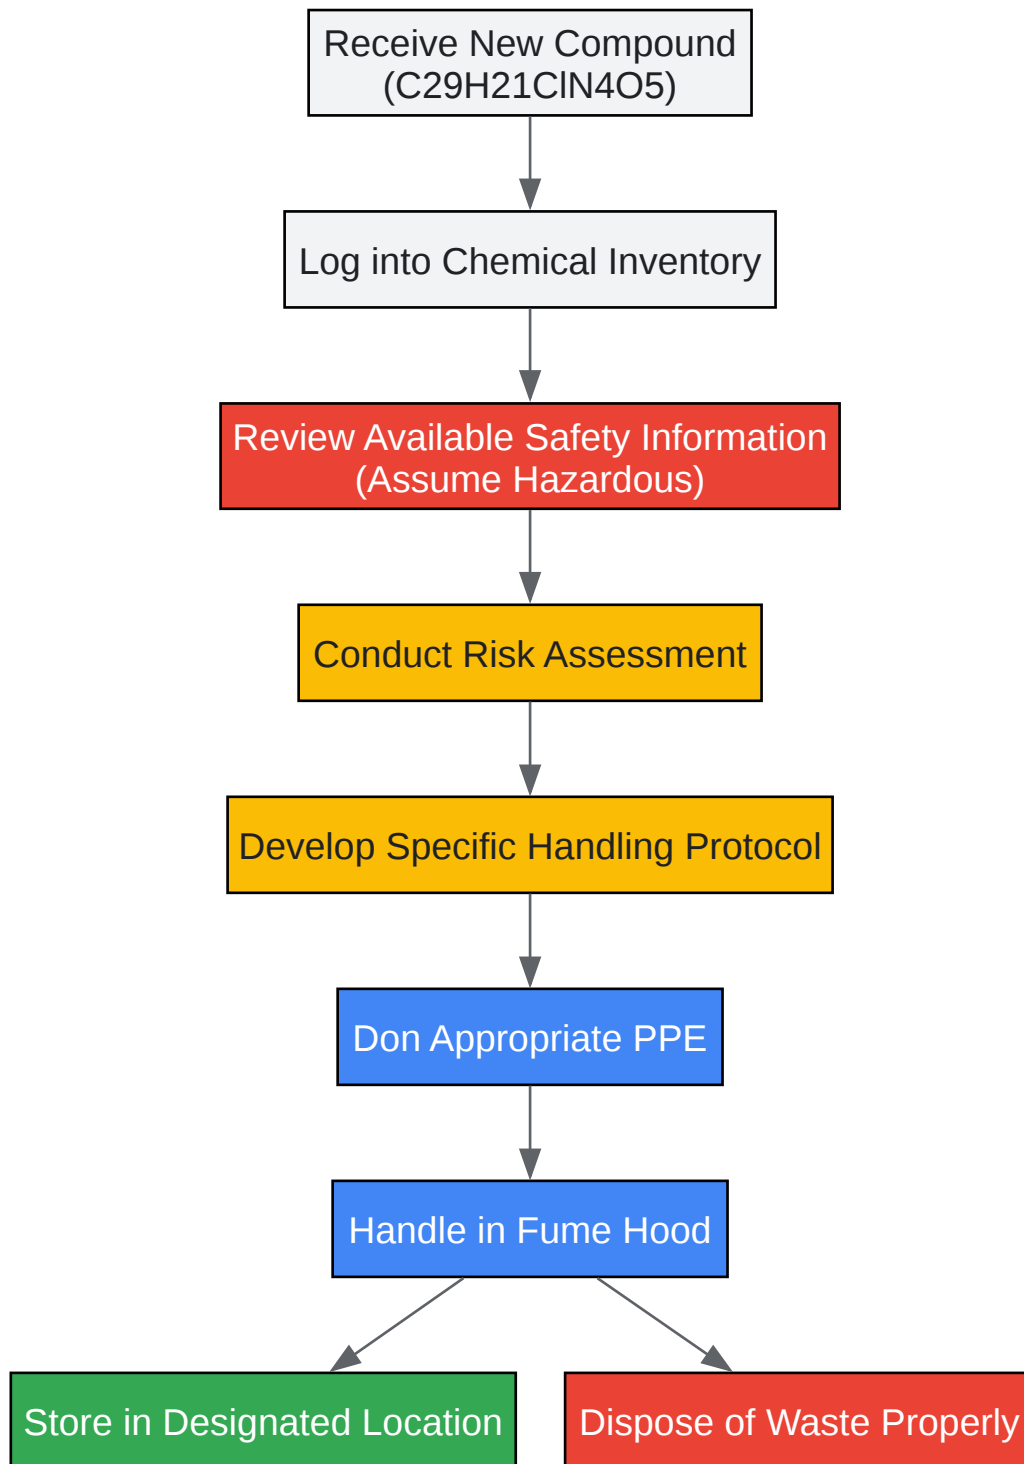 Receive New Compound
(C29H21ClN4O5)
Log into Chemical Inventory
Review Available Safety Information
(Assume Hazardous)
Conduct Risk Assessment
Develop Specific Handling Protocol
Don Appropriate PPE
Handle in Fume Hood
Store in Designated Location
Dispose of Waste Properly